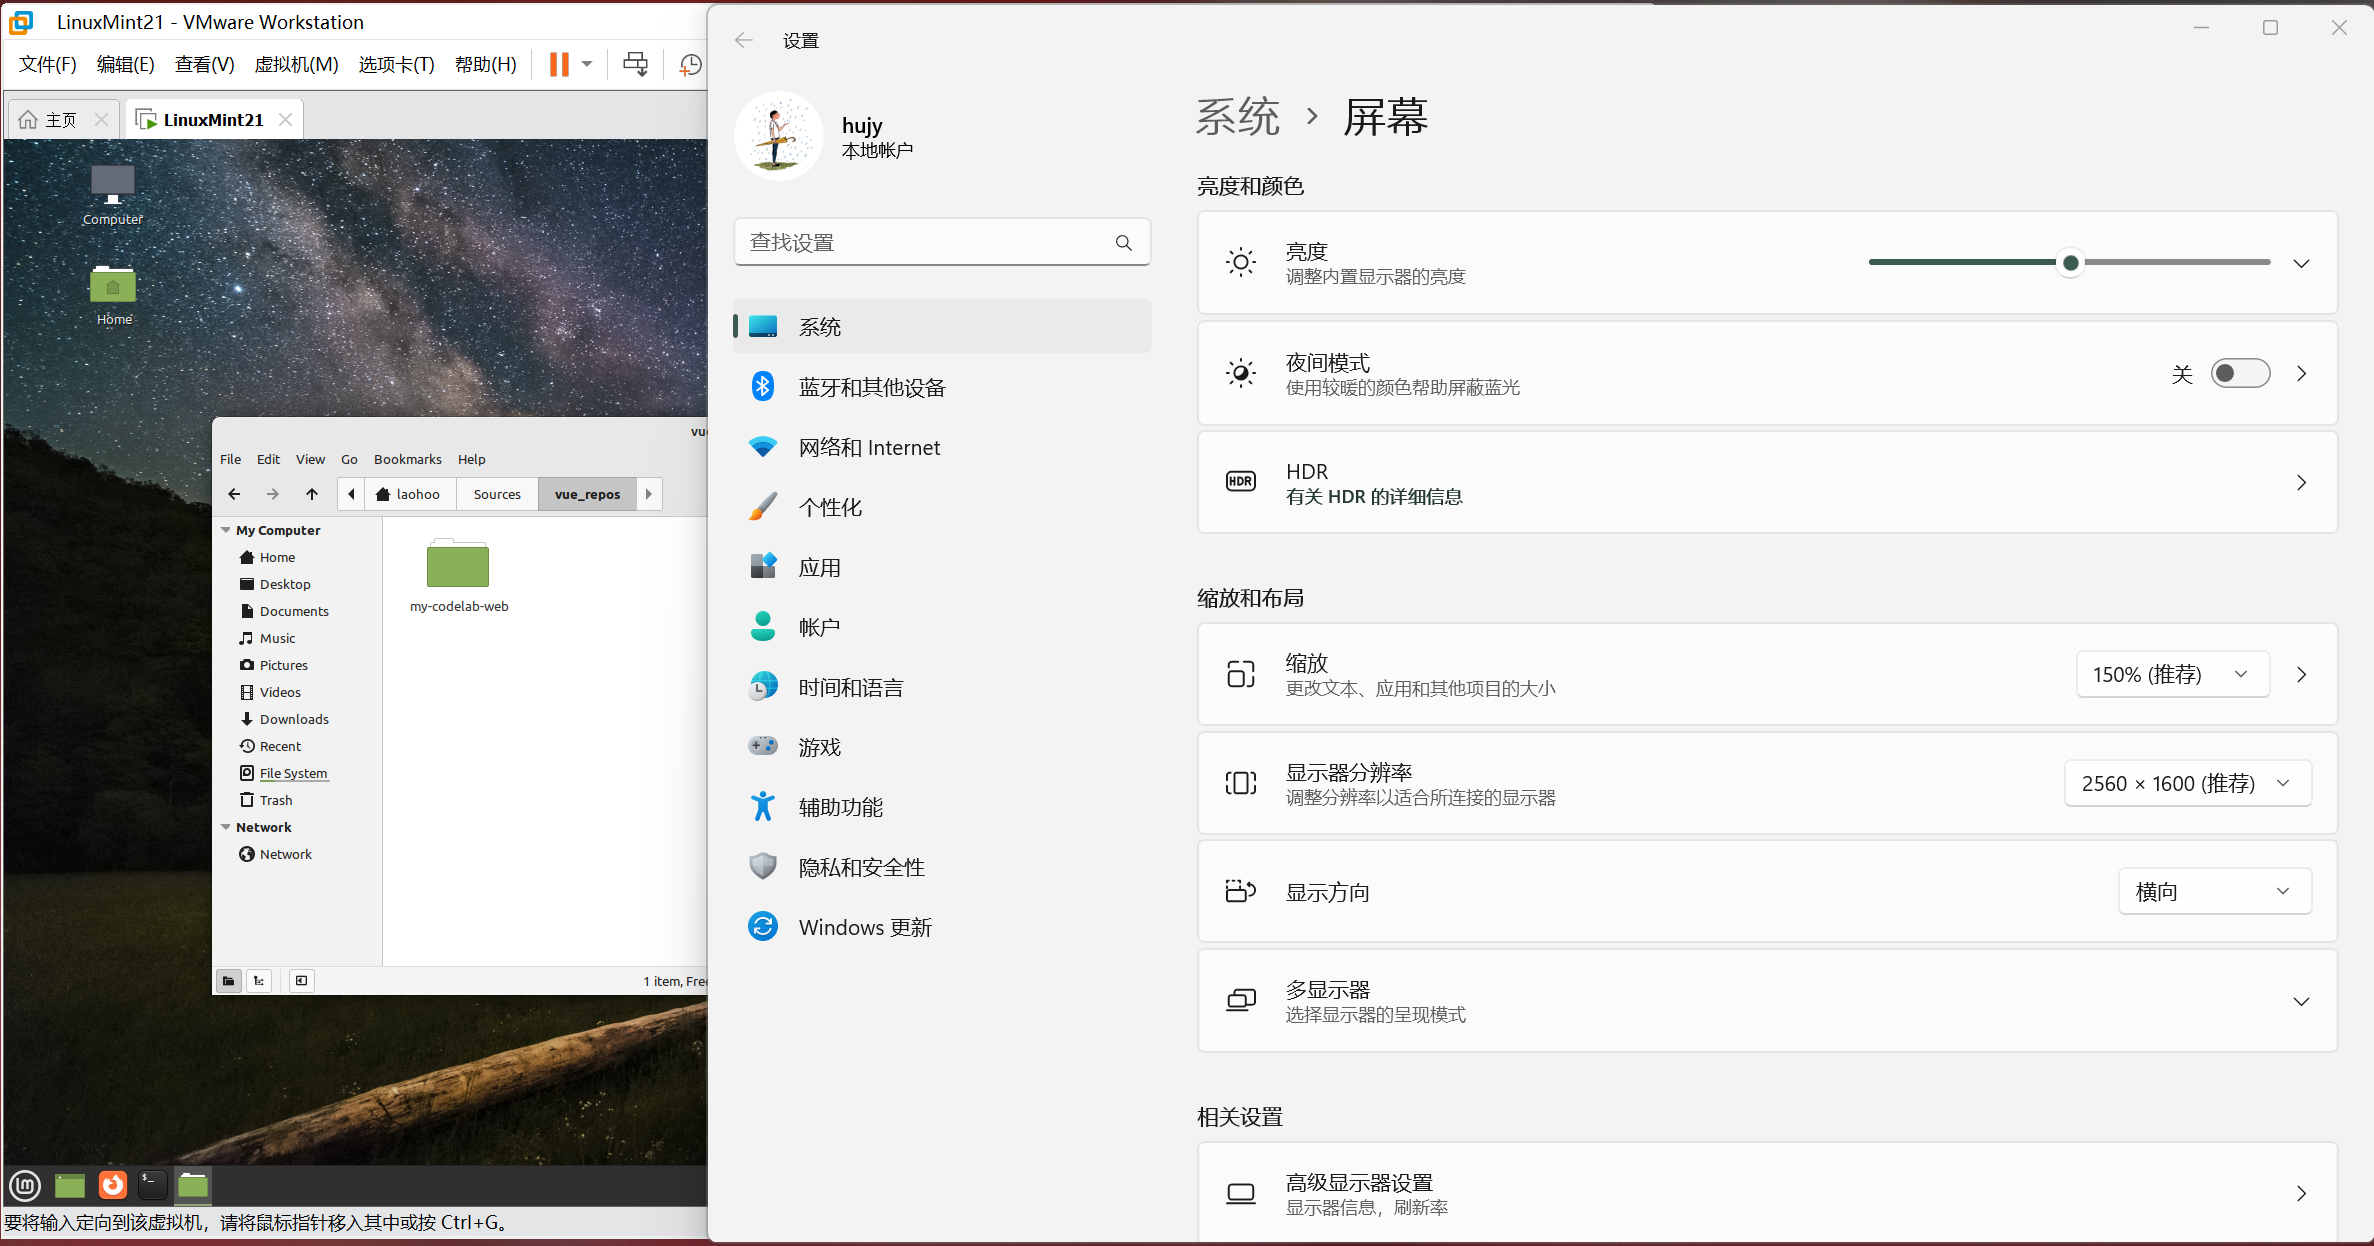 LinuxMint21 - VMware Workstation
文件(F) 编辑(E) 查看(V) 虚拟机(M) 选项卡(T) 帮助(H)
主页 LinuxMint21
Computer
Home
File Edit View Go Bookmarks Help
laohoo Sources vue_repos
My Computer
Home
Desktop
Documents
Music
Pictures
Videos
Downloads
Recent
File System
Trash
Network
Network
my-codelab-web
1 item,
要将输入定向到该虚拟机，请将鼠标指针移入其中或按 Ctrl+G。
设置
hujy
本地帐户
查找设置
系统
蓝牙和其他设备
网络和 Internet
个性化
应用
帐户
时间和语言
游戏
辅助功能
隐私和安全性
Windows 更新
系统 › 屏幕
亮度和颜色
亮度
调整内置显示器的亮度
夜间模式
使用较暖的颜色帮助屏蔽蓝光
关
HDR
HDR
有关 HDR 的详细信息
缩放和布局
缩放
更改文本、应用和其他项目的大小
150% (推荐)
显示器分辨率
调整分辨率以适合所连接的显示器
2560 × 1600 (推荐)
显示方向
横向
多显示器
选择显示器的呈现模式
相关设置
高级显示器设置
显示器信息，刷新率